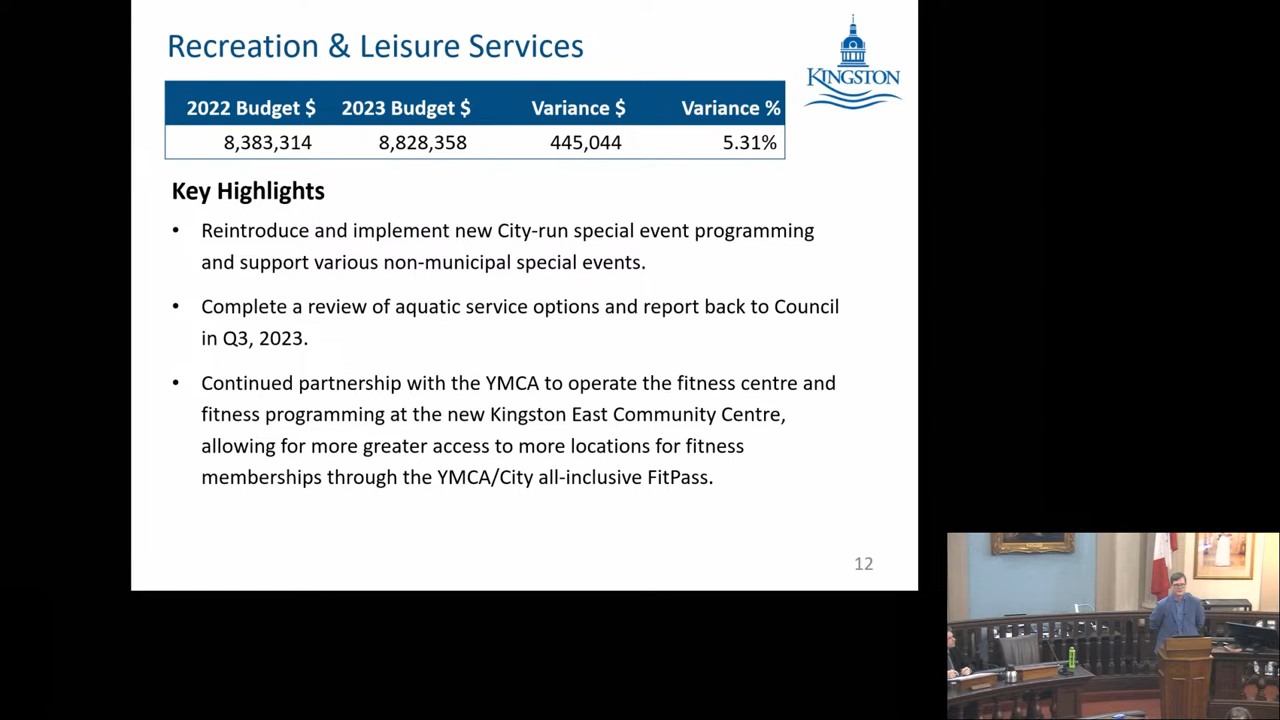 Recreation & Leisure Services
KINGSTON
2022 Budget $ 2023 Budget $ Variance $ Variance %
8,383,314 8,828,358 445,044 5.31%
Key Highlights
• Reintroduce and implement new City-run special event programming
and support various non-municipal special events.
• Complete a review of aquatic service options and report back to Council
in Q3, 2023.
• Continued partnership with the YMCA to operate the fitness centre and
fitness programming at the new Kingston East Community Centre,
allowing for more greater access to more locations for fitness
memberships through the YMCA/City all-inclusive FitPass.
12